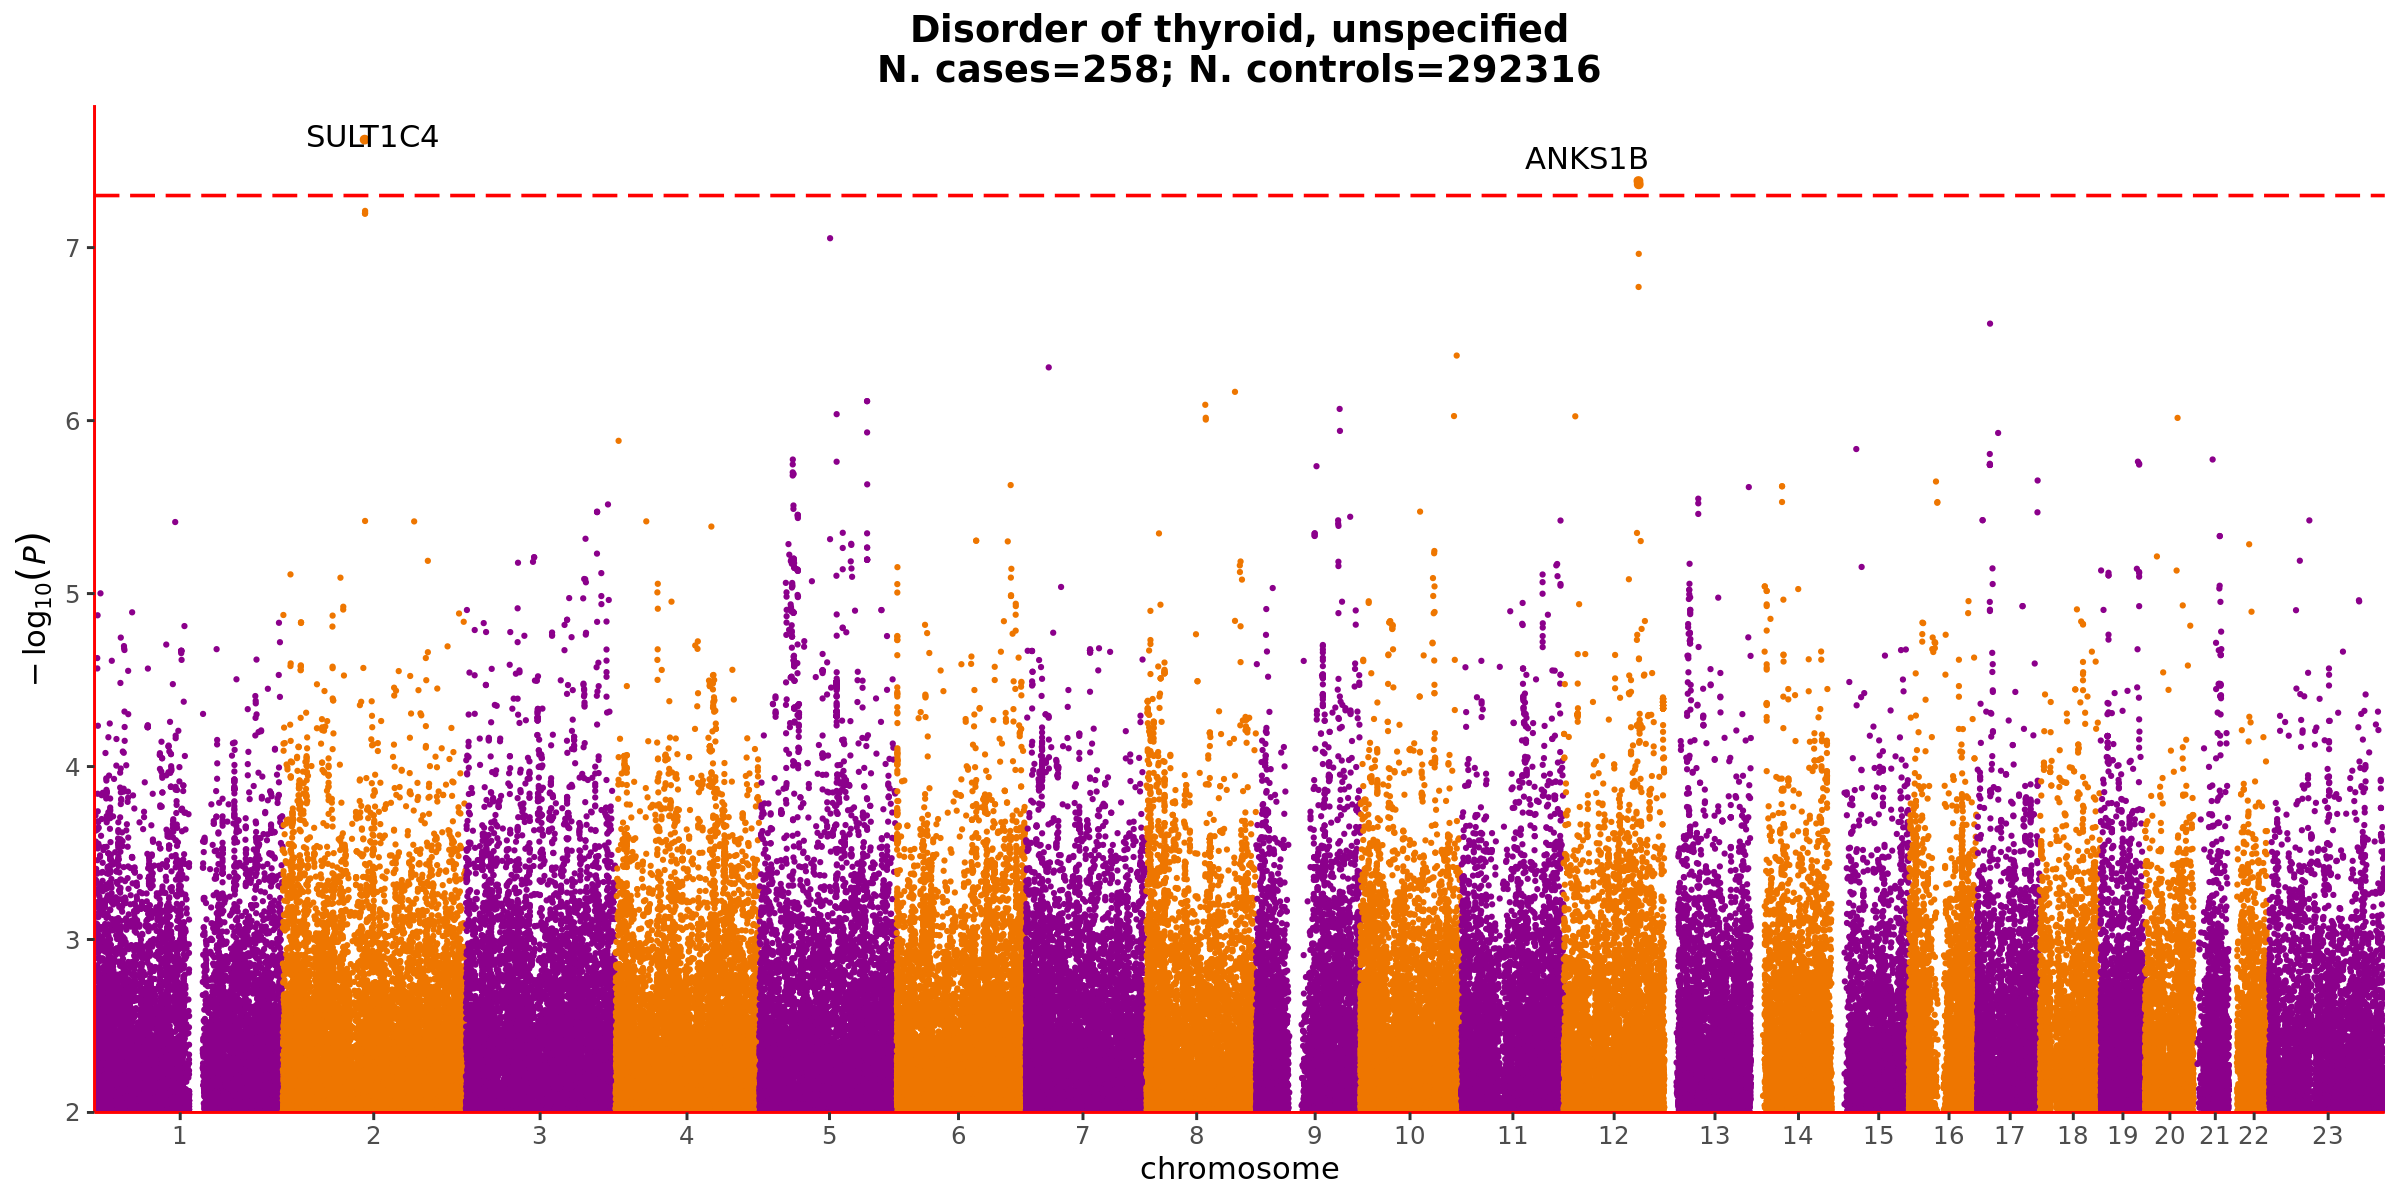 Disorder of thyroid, unspecified
N. cases=258; N. controls=292316
SULT1C4
ANKS1B
7
6
5
4
3
2
−log₁₀(P)
1 2 3 4 5 6 7 8 9 10 11 12 13 14 15 16 17 18 19 20 21 22 23
chromosome